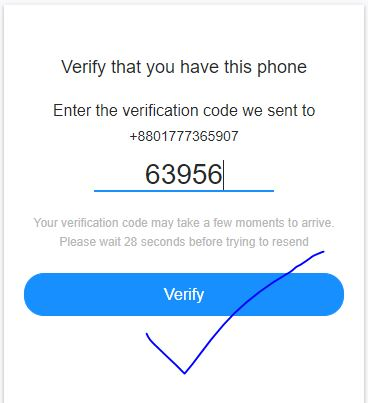 Verify that you have this phone
Enter the verification code we sent to
+8801777365907
63956
Your verification code may take a few moments to arrive.
Please wait 28 seconds before trying to resend
Verify